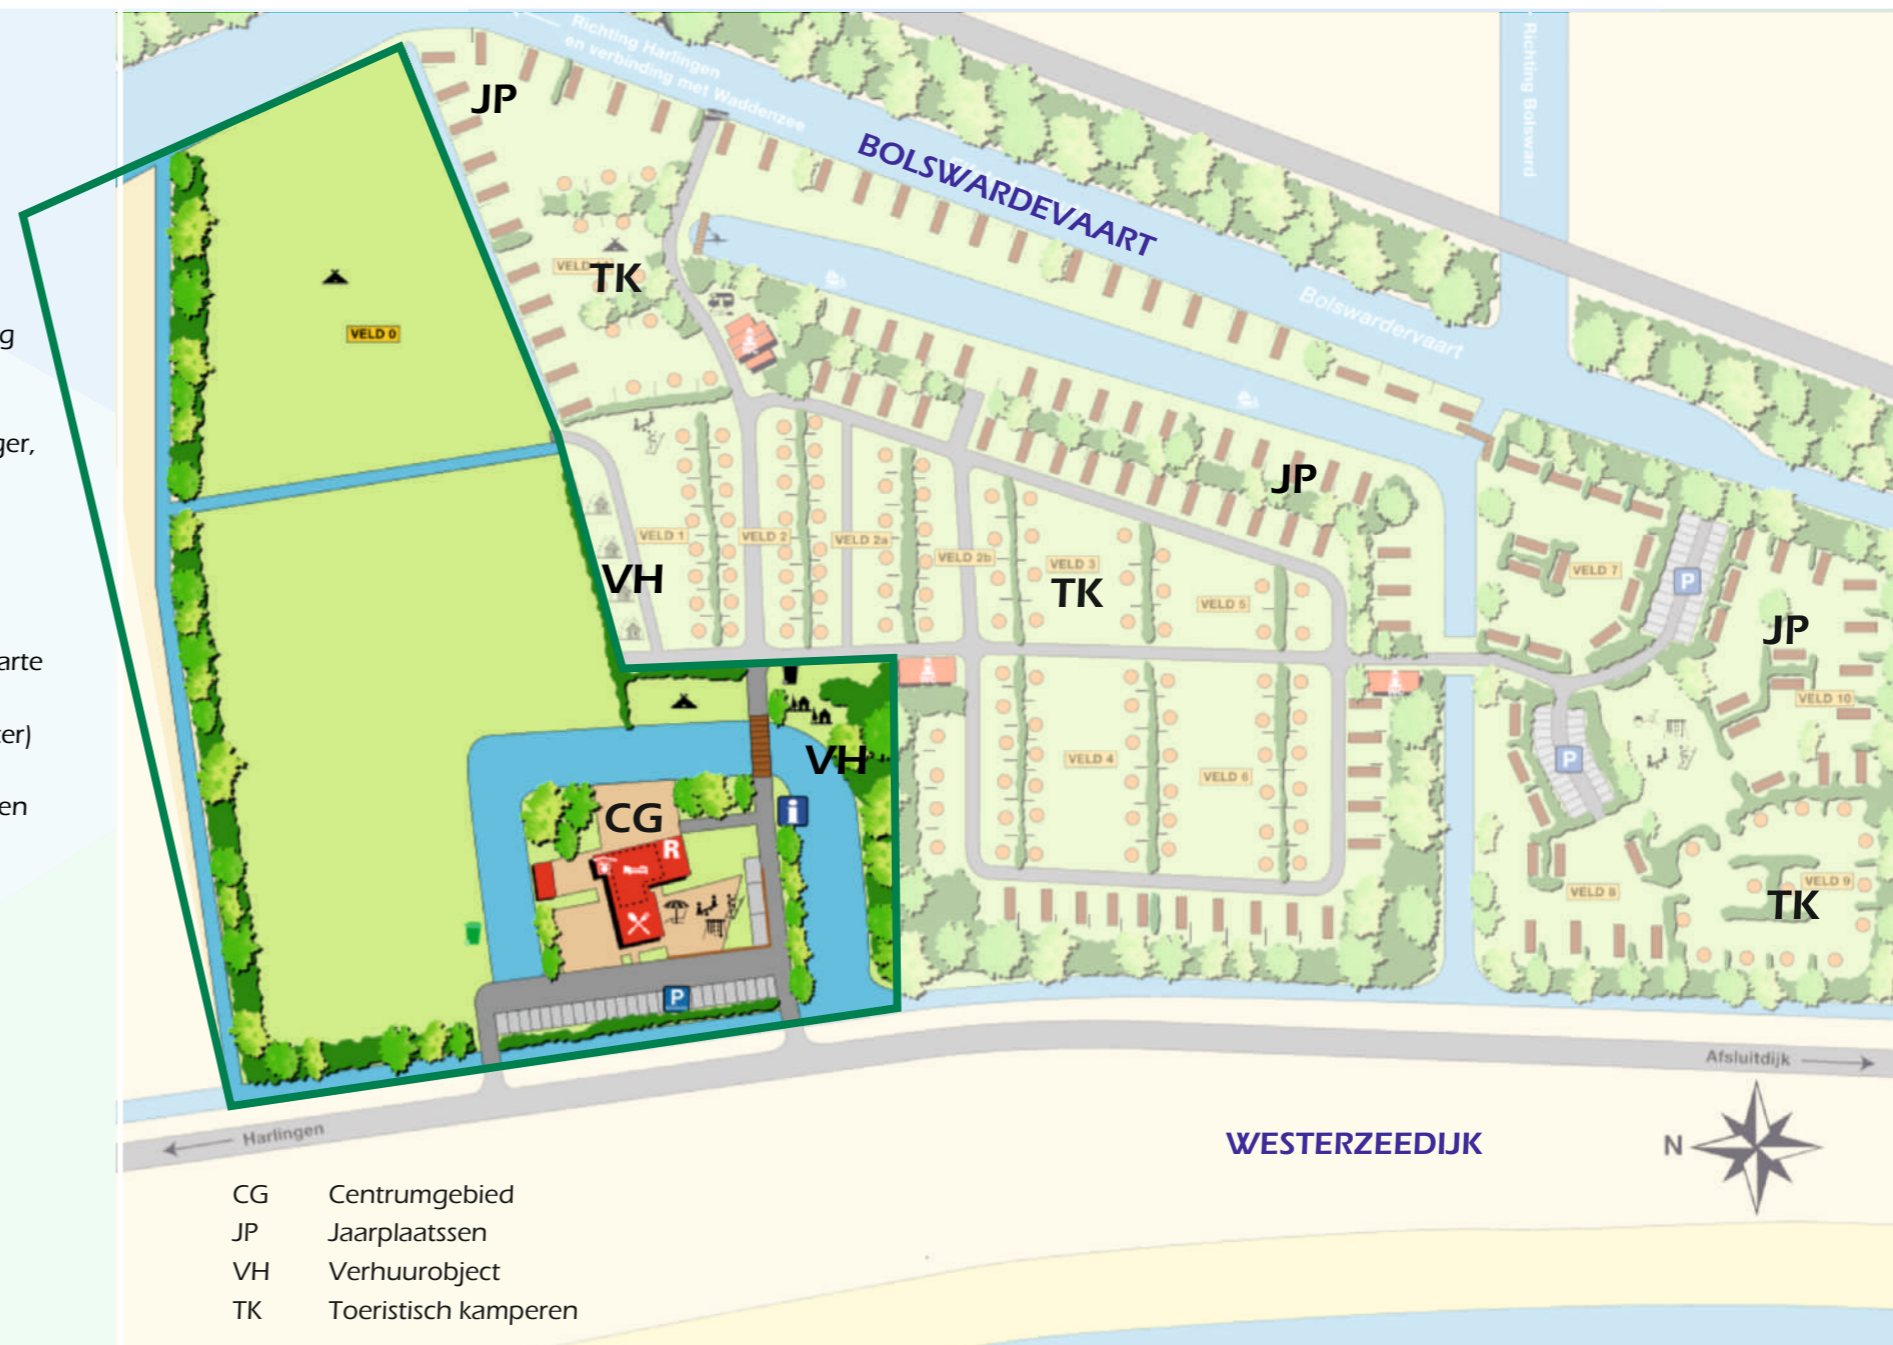 g
ger,
arte
ter)
en
Richting Harlingen
en verbinding met Waddenzee
Richting Bolsward
JP
BOLSWARDEVAART
Bolswardervaart
TK
VELD 0
JP
VELD 1
VELD 2
VELD 2a
VELD 2b
VELD 3
VELD 5
VELD 7
P
VH
TK
JP
VELD 10
VH
VELD 4
VELD 6
P
i
CG
R
VELD 8
VELD 9
TK
P
Afsluitdijk
Harlingen
WESTERZEEDIJK
N
CG Centrumgebied
JP Jaarplaatssen
VH Verhuurobject
TK Toeristisch kamperen